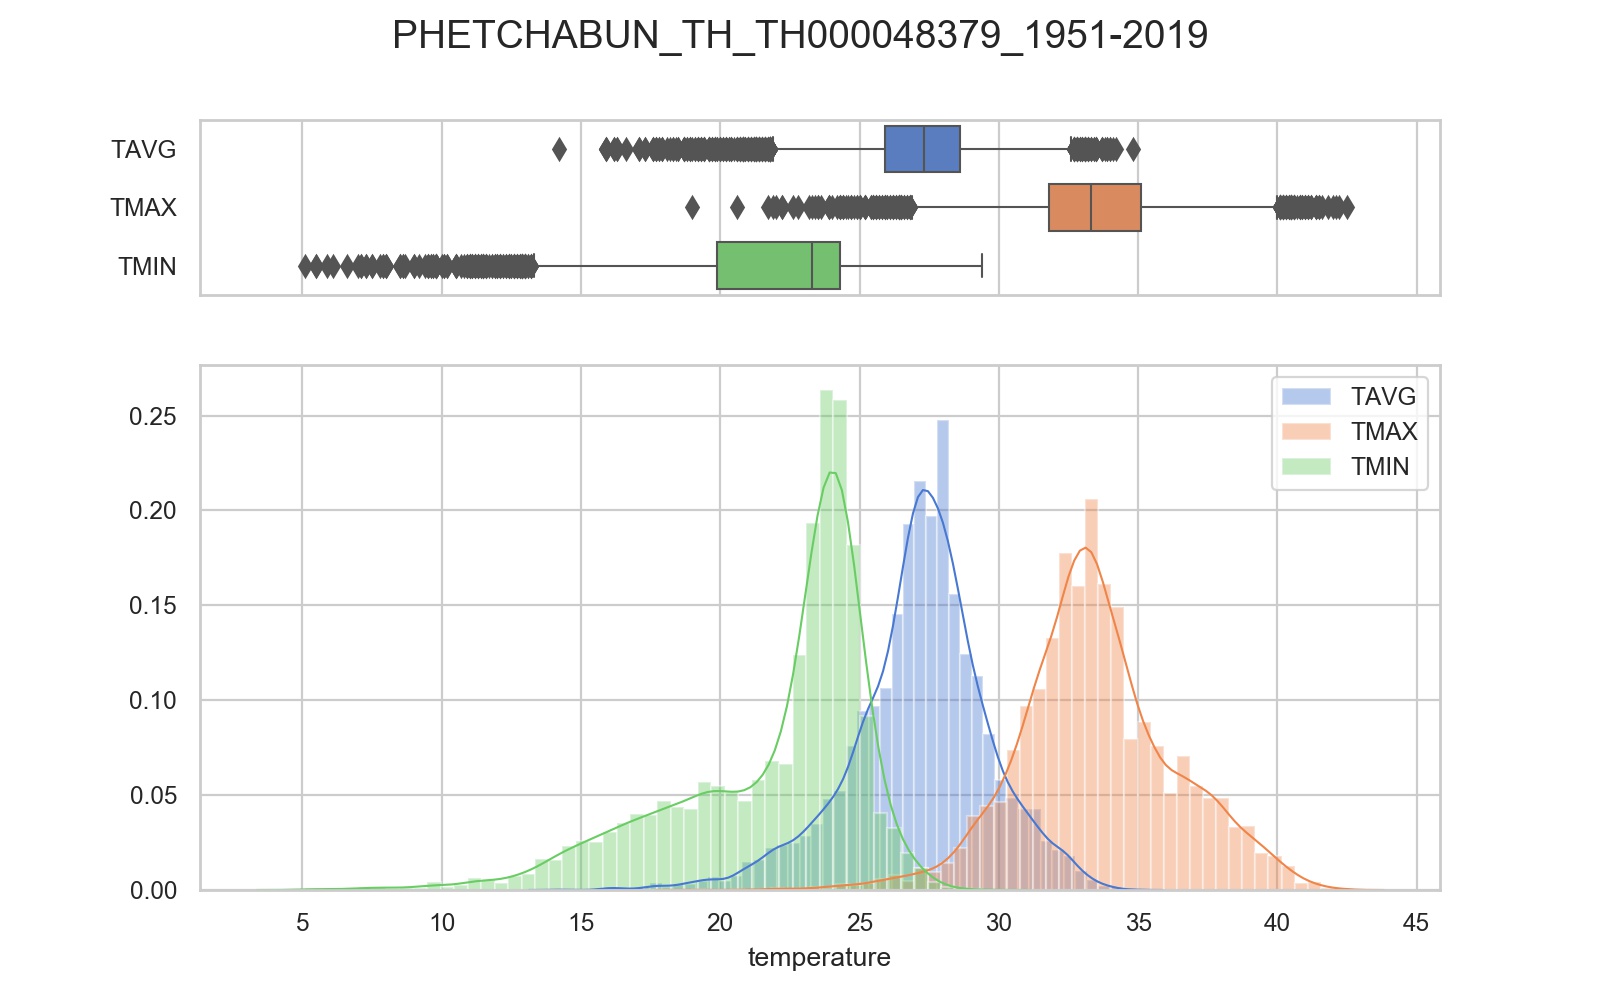 PHETCHABUN_TH_TH000048379_1951-2019
TAVG
TMAX
TMIN
0.25
0.20
0.15
0.10
0.05
0.00
TAVG
TMAX
TMIN
5 10 15 20 25 30 35 40 45
temperature